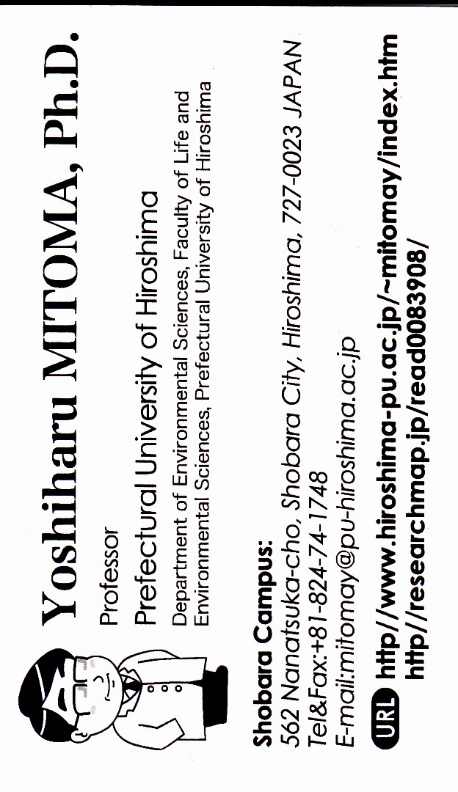 Yoshiharu MITOMA, Ph.D.
Professor
Prefectural University of Hiroshima
Department of Environmental Sciences, Faculty of Life and
Environmental Sciences, Prefectural University of Hiroshima
Shobara Campus:
562 Nanatsuka-cho, Shobara City, Hiroshima, 727-0023 JAPAN
Tel&Fax:+81-824-74-1748
E-mail:mitomay@pu-hiroshima.ac.jp
URL http//www.hiroshima-pu.ac.jp/~mitomay/index.htm
http//researchmap.jp/read0083908/